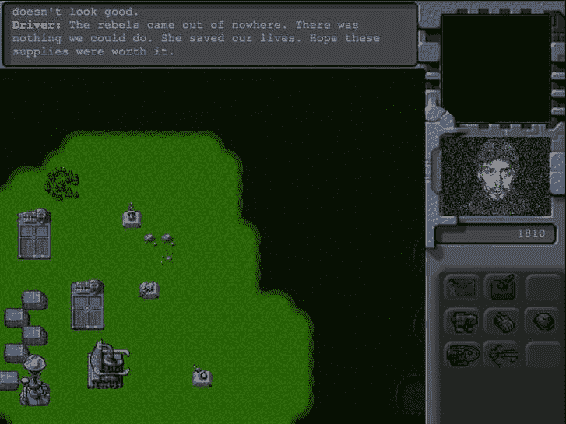 doesn't look good.
Driver: The rebels came out of nowhere. There was
nothing we could do. She saved our lives. Hope these
supplies were worth it.
1810